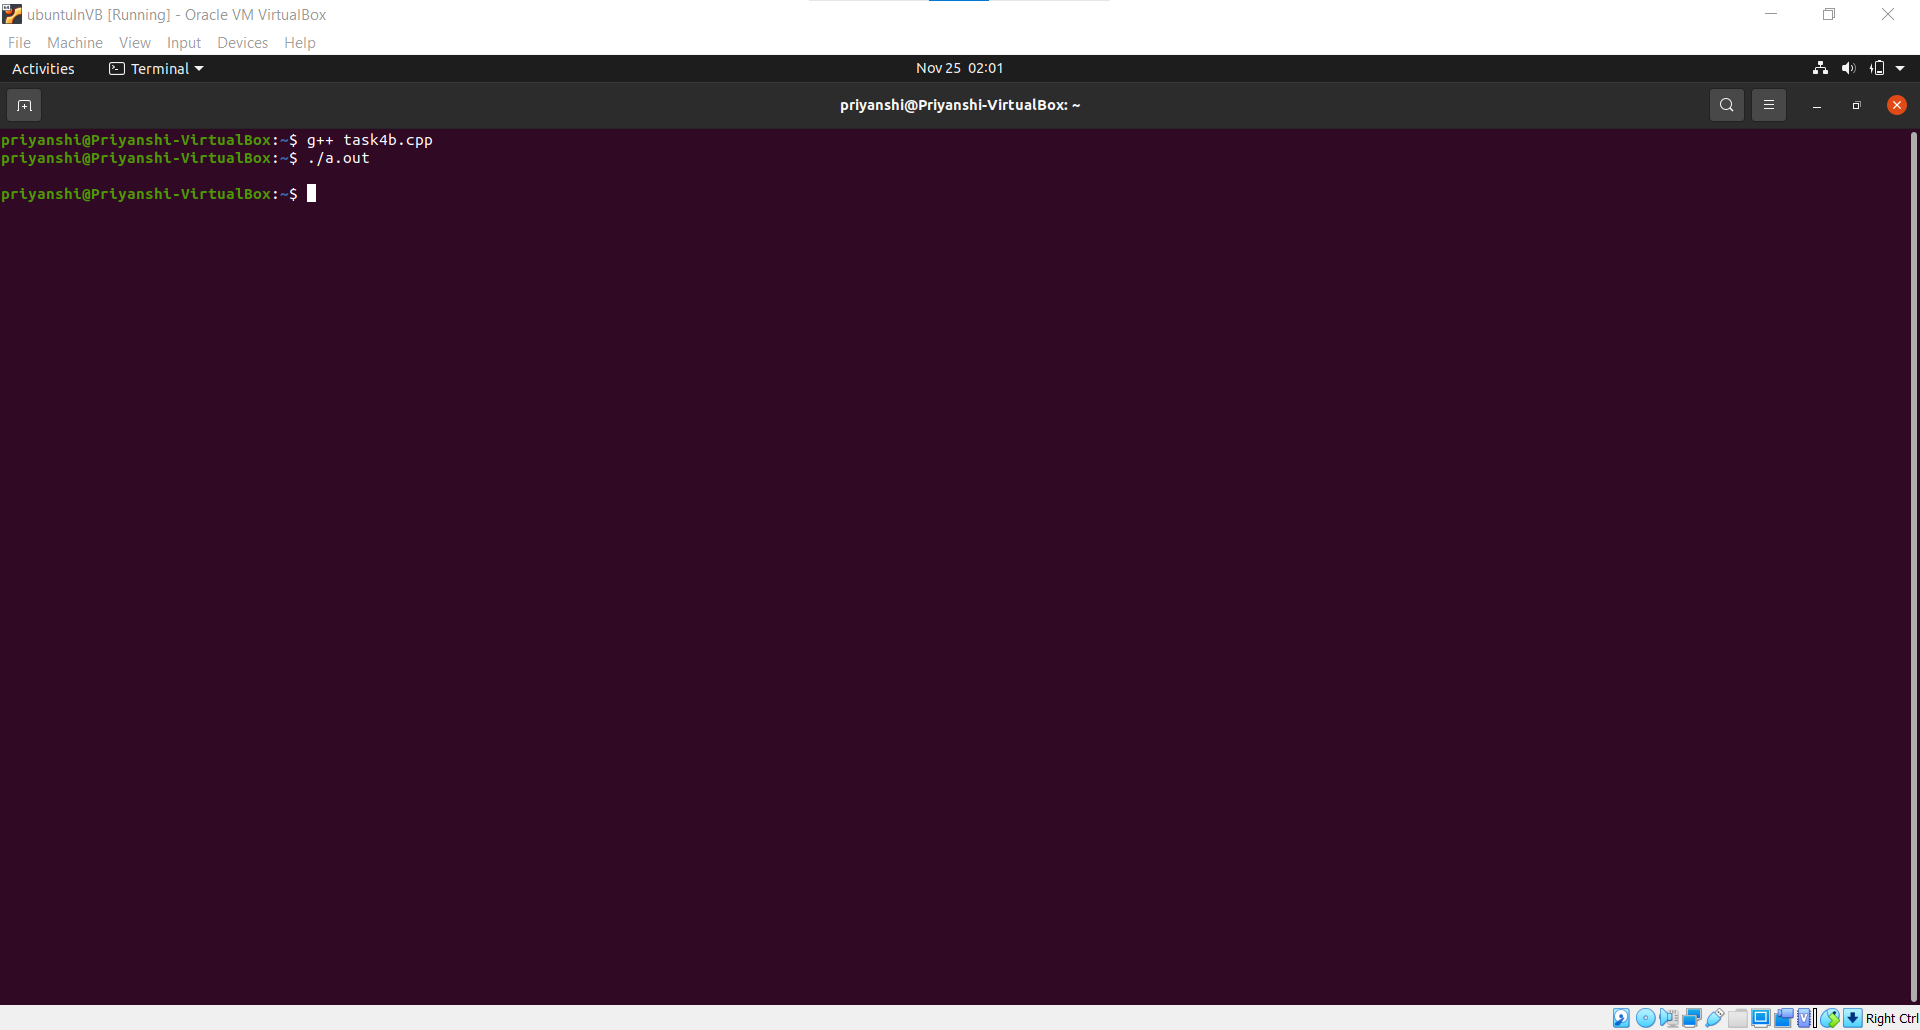 ubuntuInVB [Running] - Oracle VM VirtualBox
File Machine View Input Devices Help
Activities Terminal Nov 25 02:01
priyanshi@Priyanshi-VirtualBox: ~
priyanshi@Priyanshi-VirtualBox:~$ g++ task4b.cpp
priyanshi@Priyanshi-VirtualBox:~$ ./a.out
priyanshi@Priyanshi-VirtualBox:~$
Right Ctrl